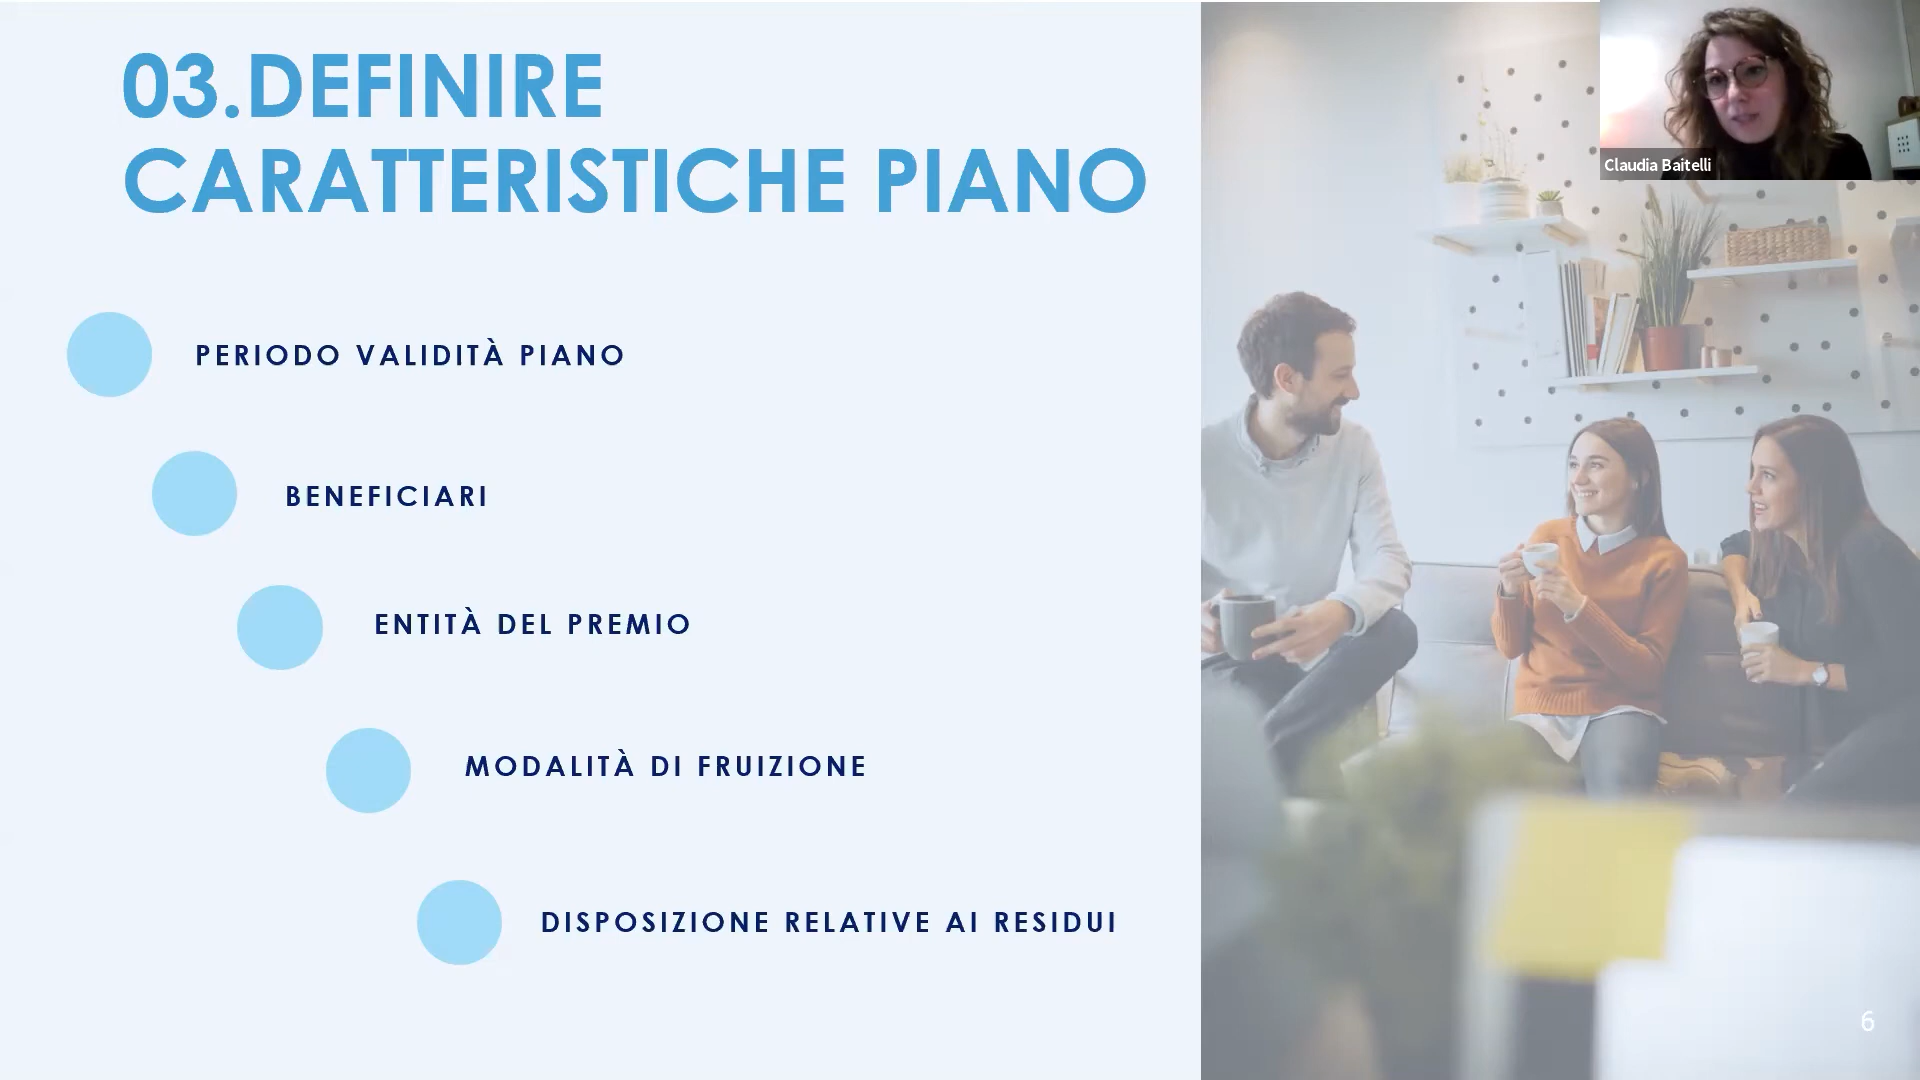 03.DEFINIRE
CARATTERISTICHE PIANO
Claudia Baitelli
PERIODO VALIDITÀ PIANO
BENEFICIARI
ENTITÀ DEL PREMIO
MODALITÀ DI FRUIZIONE
DISPOSIZIONE RELATIVE AI RESIDUI
6